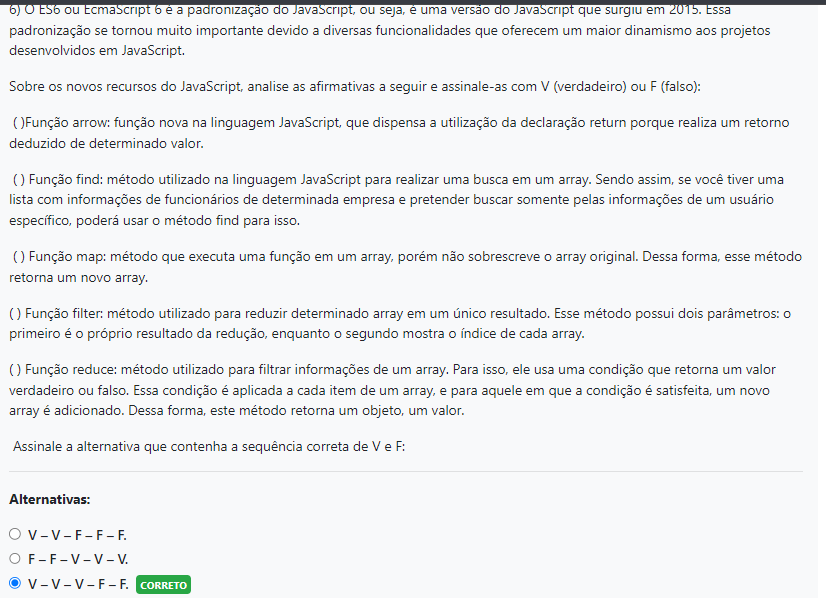 6) O ES6 ou EcmaScript 6 é a padronização do JavaScript, ou seja, é uma versão do JavaScript que surgiu em 2015. Essa
padronização se tornou muito importante devido a diversas funcionalidades que oferecem um maior dinamismo aos projetos
desenvolvidos em JavaScript.
Sobre os novos recursos do JavaScript, analise as afirmativas a seguir e assinale-as com V (verdadeiro) ou F (falso):
( )Função arrow: função nova na linguagem JavaScript, que dispensa a utilização da declaração return porque realiza um retorno
deduzido de determinado valor.
( ) Função find: método utilizado na linguagem JavaScript para realizar uma busca em um array. Sendo assim, se você tiver uma
lista com informações de funcionários de determinada empresa e pretender buscar somente pelas informações de um usuário
específico, poderá usar o método find para isso.
( ) Função map: método que executa uma função em um array, porém não sobrescreve o array original. Dessa forma, esse método
retorna um novo array.
( ) Função filter: método utilizado para reduzir determinado array em um único resultado. Esse método possui dois parâmetros: o
primeiro é o próprio resultado da redução, enquanto o segundo mostra o índice de cada array.
( ) Função reduce: método utilizado para filtrar informações de um array. Para isso, ele usa uma condição que retorna um valor
verdadeiro ou falso. Essa condição é aplicada a cada item de um array, e para aquele em que a condição é satisfeita, um novo
array é adicionado. Dessa forma, este método retorna um objeto, um valor.
Assinale a alternativa que contenha a sequência correta de V e F:
Alternativas:
V – V – F – F – F.
F – F – V – V – V.
V – V – V – F – F. CORRETO